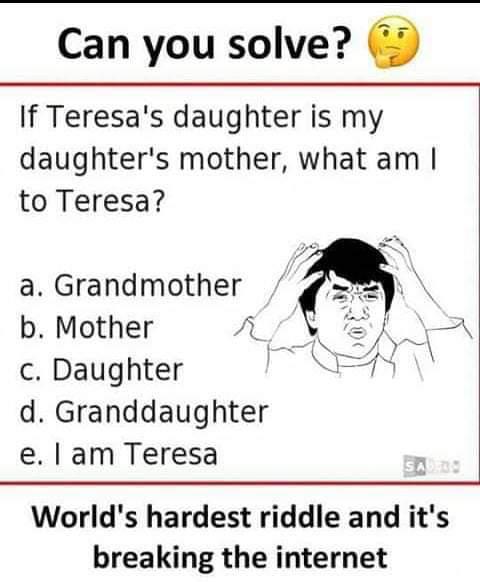 Can you solve? 🤔
If Teresa's daughter is my
daughter's mother, what am I
to Teresa?
a. Grandmother
b. Mother
c. Daughter
d. Granddaughter
e. I am Teresa
World's hardest riddle and it's
breaking the internet